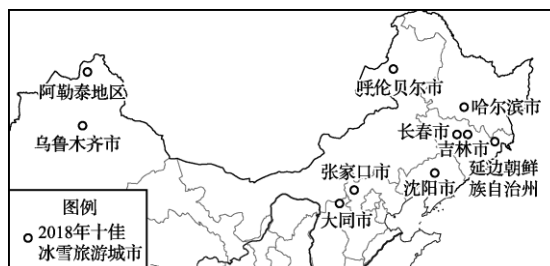 阿勒泰地区
呼伦贝尔市
哈尔滨市
乌鲁木齐市
长春市
吉林市
延边朝鲜
族自治州
张家口市
沈阳市
大同市
图例
2018年十佳
冰雪旅游城市